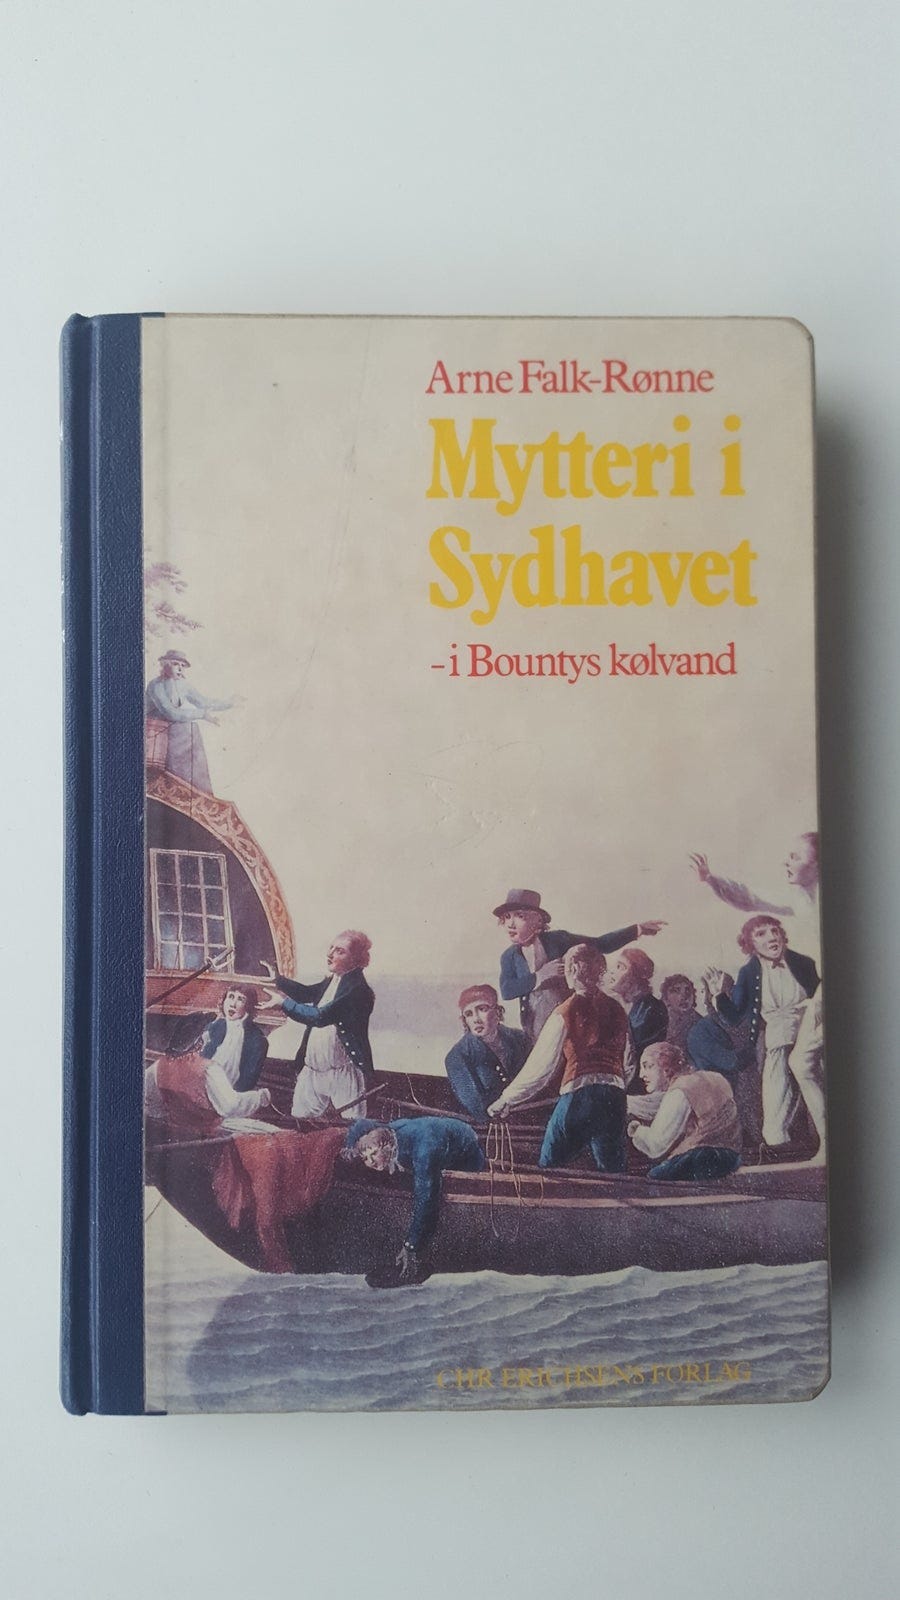 Arne Falk-Rønne
Mytteri i
Sydhavet
- i Bountys kølvand
CHR. ERICHSENS FORLAG